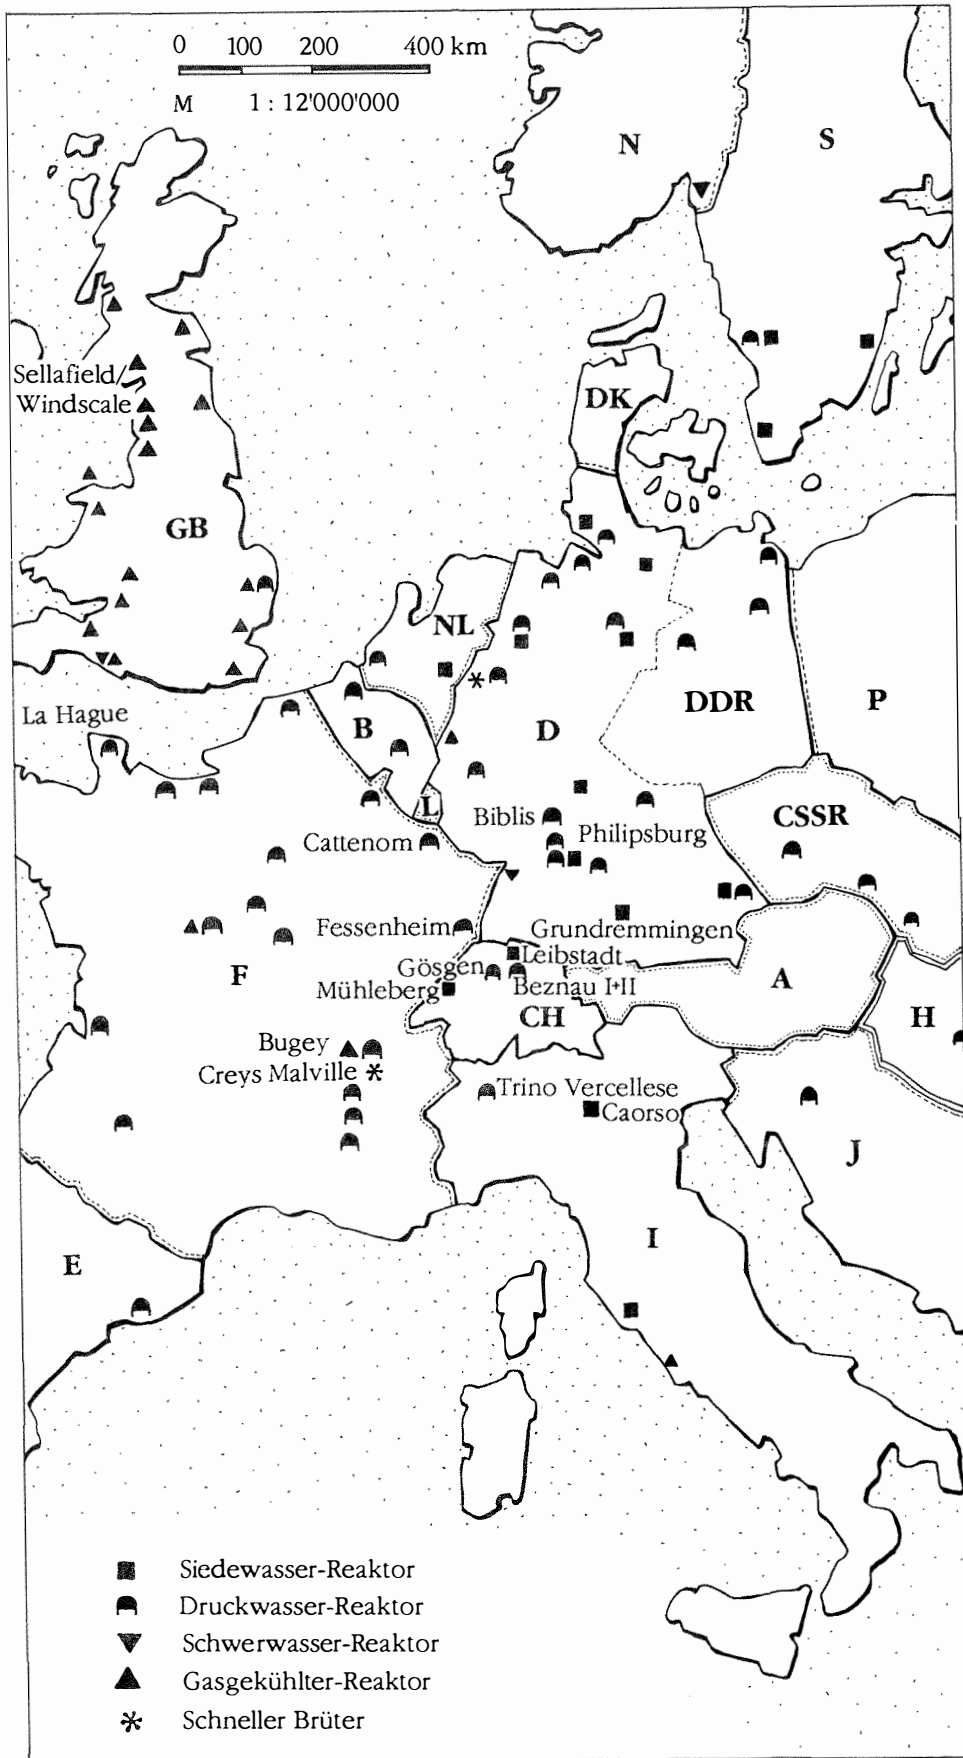 0 100 200 400 km
M 1 : 12'000'000
N
S
Sellafield/
Windscale
DK
GB
NL
La Hague
B
D
DDR
P
L
Biblis
Philipsburg
CSSR
Cattenom
Fessenheim
Grundremmingen
Leibstadt
Gösgen
F
Mühleberg
Beznau I+II
A
CH
H
Bugey
Creys Malville
Trino Vercellese
Caorso
J
I
E
Siedewasser-Reaktor
Druckwasser-Reaktor
Schwerwasser-Reaktor
Gasgekühlter-Reaktor
Schneller Brüter